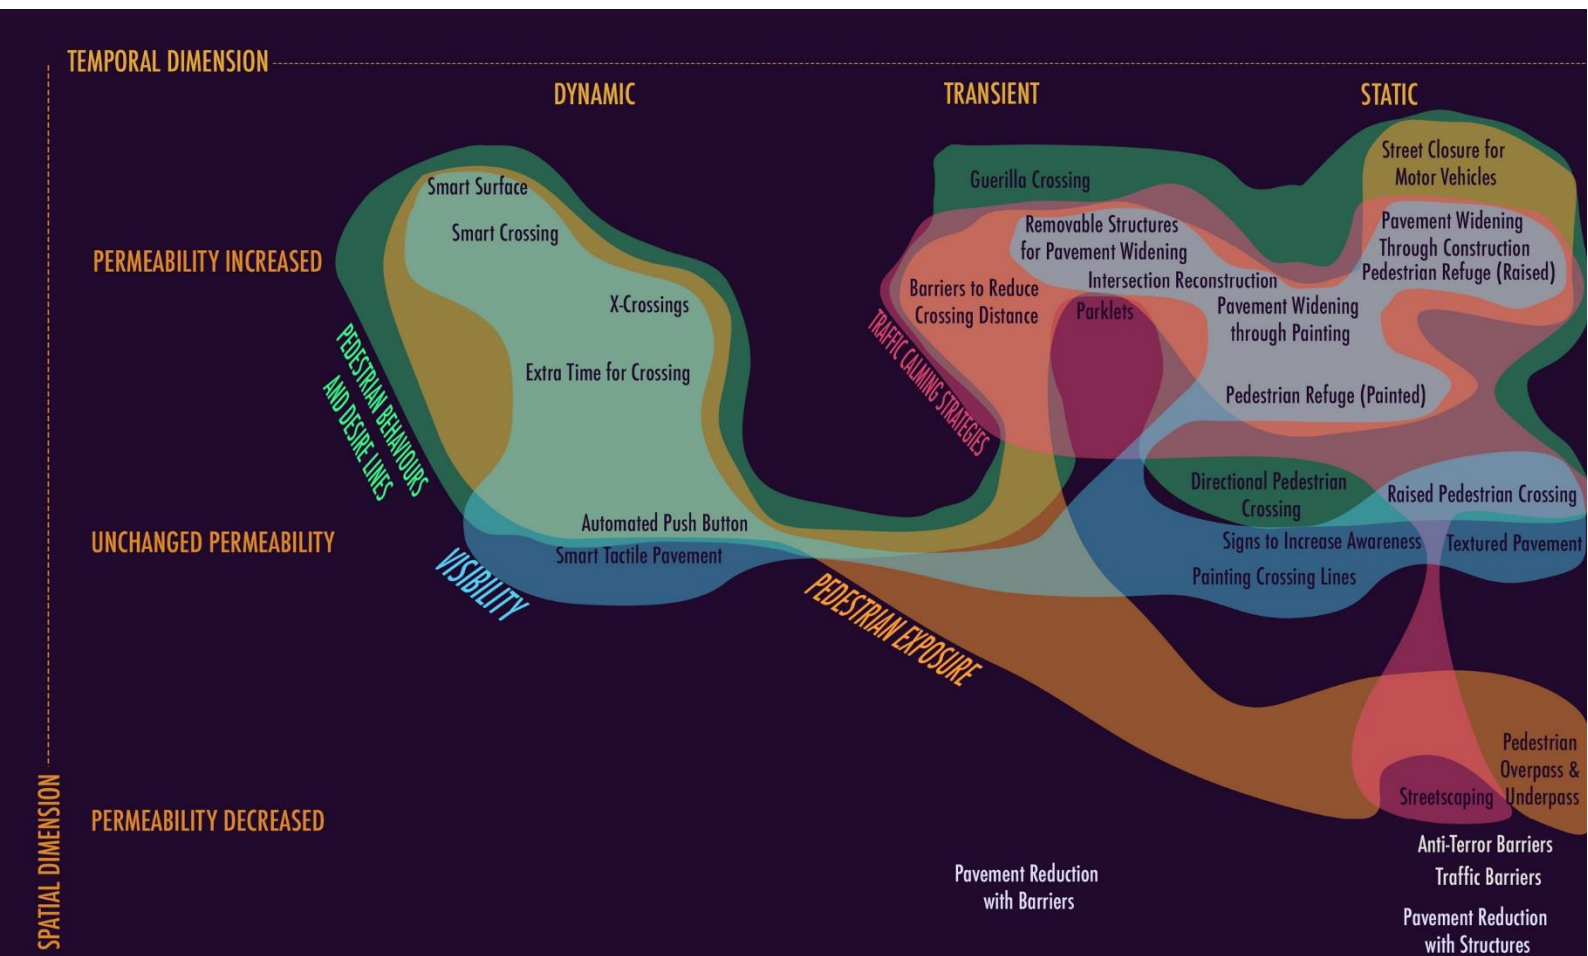 TEMPORAL DIMENSION
DYNAMIC
TRANSIENT
STATIC
PERMEABILITY INCREASED
UNCHANGED PERMEABILITY
PERMEABILITY DECREASED
SPATIAL DIMENSION
PEDESTRIAN BEHAVIOURS
AND DESIRE LINES
VISIBILITY
PEDESTRIAN EXPOSURE
TRAFFIC CALMING STRATEGIES
Smart Surface
Smart Crossing
X-Crossings
Extra Time for Crossing
Automated Push Button
Smart Tactile Pavement
Guerilla Crossing
Removable Structures
for Pavement Widening
Intersection Reconstruction
Barriers to Reduce
Crossing Distance
Parklets
Street Closure for
Motor Vehicles
Pavement Widening
Through Construction
Pedestrian Refuge (Raised)
Pavement Widening
through Painting
Pedestrian Refuge (Painted)
Directional Pedestrian
Crossing
Raised Pedestrian Crossing
Signs to Increase Awareness
Textured Pavement
Painting Crossing Lines
Pedestrian
Overpass &
Underpass
Streetscaping
Anti-Terror Barriers
Traffic Barriers
Pavement Reduction
with Barriers
Pavement Reduction
with Structures